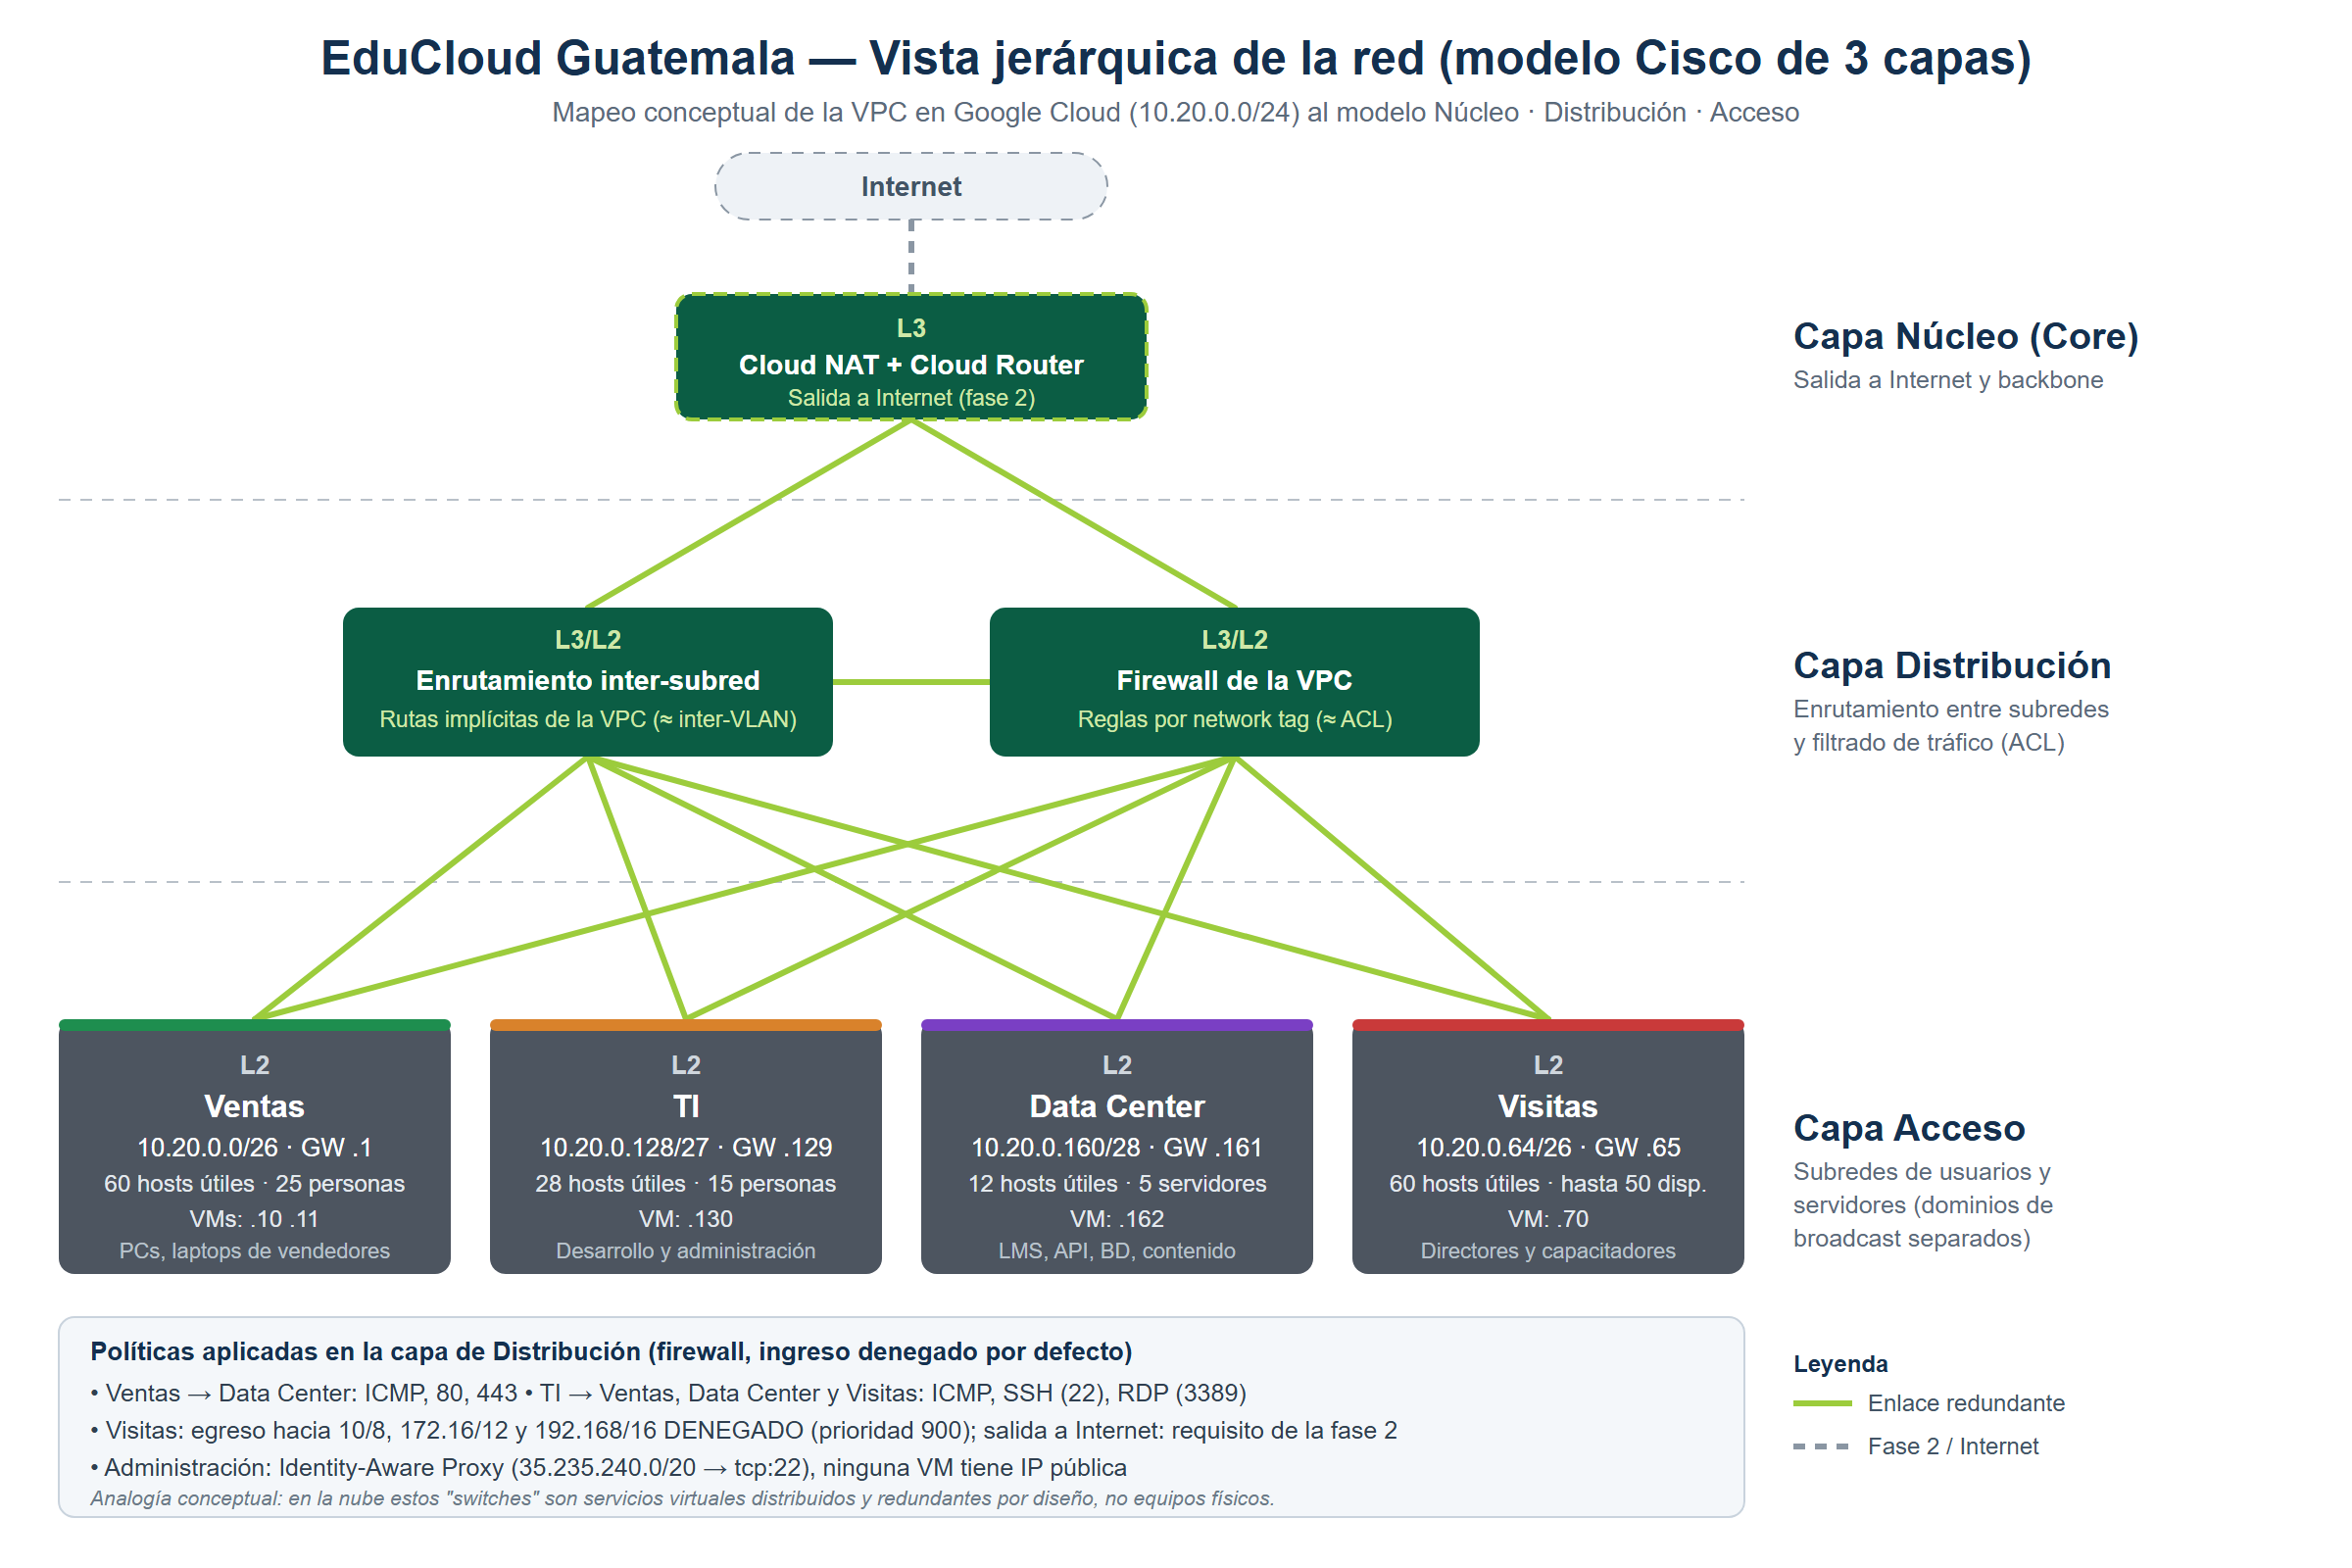 EduCloud Guatemala — Vista jerárquica de la red (modelo Cisco de 3 capas)
Mapeo conceptual de la VPC en Google Cloud (10.20.0.0/24) al modelo Núcleo · Distribución · Acceso
Internet
L3
Cloud NAT + Cloud Router
Salida a Internet (fase 2)
Capa Núcleo (Core)
Salida a Internet y backbone
L3/L2
Enrutamiento inter-subred
Rutas implícitas de la VPC (≈ inter-VLAN)
L3/L2
Firewall de la VPC
Reglas por network tag (≈ ACL)
Capa Distribución
Enrutamiento entre subredes
y filtrado de tráfico (ACL)
L2
Ventas
10.20.0.0/26 · GW .1
60 hosts útiles · 25 personas
VMs: .10 .11
PCs, laptops de vendedores
L2
TI
10.20.0.128/27 · GW .129
28 hosts útiles · 15 personas
VM: .130
Desarrollo y administración
L2
Data Center
10.20.0.160/28 · GW .161
12 hosts útiles · 5 servidores
VM: .162
LMS, API, BD, contenido
L2
Visitas
10.20.0.64/26 · GW .65
60 hosts útiles · hasta 50 disp.
VM: .70
Directores y capacitadores
Capa Acceso
Subredes de usuarios y
servidores (dominios de
broadcast separados)
Políticas aplicadas en la capa de Distribución (firewall, ingreso denegado por defecto)
• Ventas → Data Center: ICMP, 80, 443 • TI → Ventas, Data Center y Visitas: ICMP, SSH (22), RDP (3389)
• Visitas: egreso hacia 10/8, 172.16/12 y 192.168/16 DENEGADO (prioridad 900); salida a Internet: requisito de la fase 2
• Administración: Identity-Aware Proxy (35.235.240.0/20 → tcp:22), ninguna VM tiene IP pública
Analogía conceptual: en la nube estos "switches" son servicios virtuales distribuidos y redundantes por diseño, no equipos físicos.
Leyenda
Enlace redundante
Fase 2 / Internet